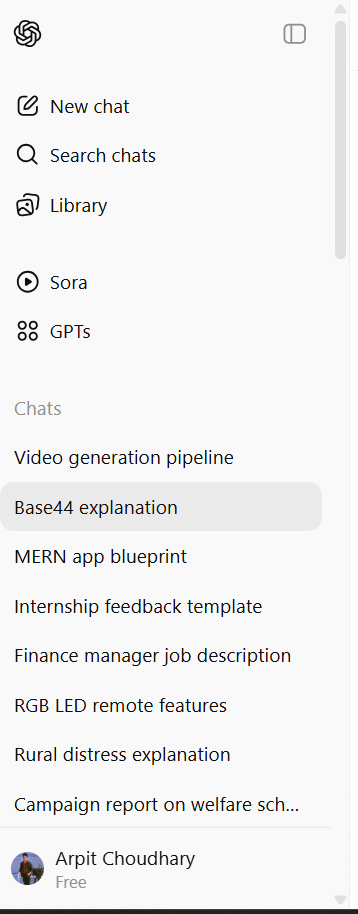 New chat
Search chats
Library
Sora
GPTs
Chats
Video generation pipeline
Base44 explanation
MERN app blueprint
Internship feedback template
Finance manager job description
RGB LED remote features
Rural distress explanation
Campaign report on welfare sch...
Arpit Choudhary
Free